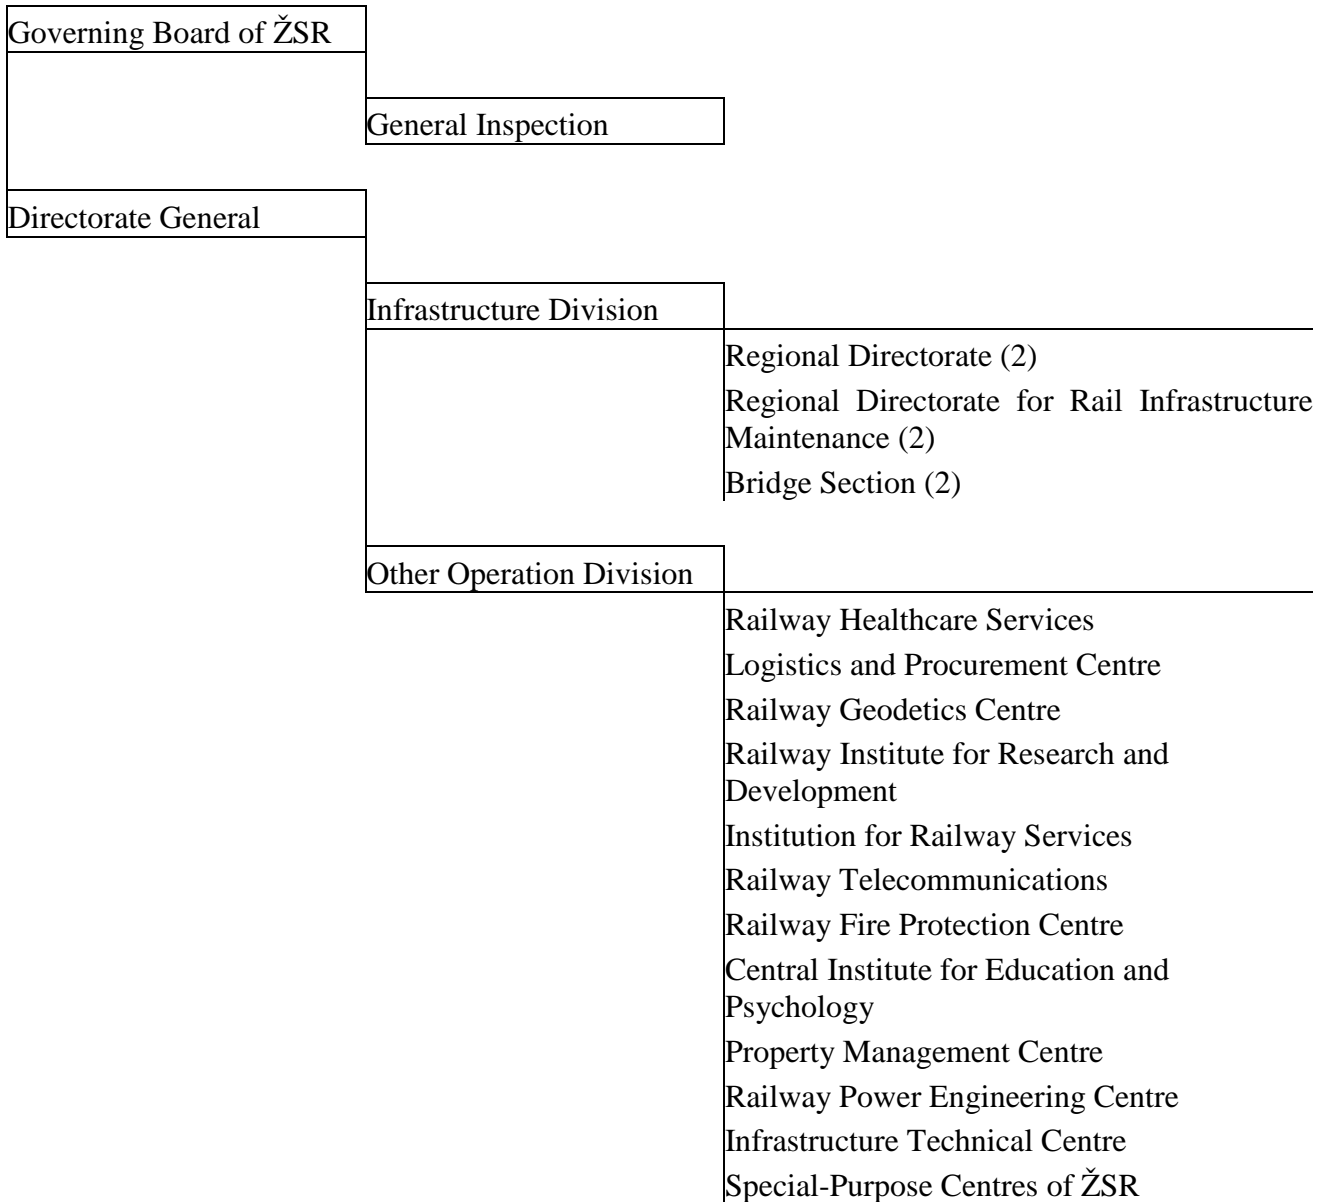 Governing Board of ŽSR
General Inspection
Directorate General
Infrastructure Division
Regional Directorate (2)
Regional Directorate for Rail Infrastructure
Maintenance (2)
Bridge Section (2)
Other Operation Division
Railway Healthcare Services
Logistics and Procurement Centre
Railway Geodetics Centre
Railway Institute for Research and
Development
Institution for Railway Services
Railway Telecommunications
Railway Fire Protection Centre
Central Institute for Education and
Psychology
Property Management Centre
Railway Power Engineering Centre
Infrastructure Technical Centre
Special-Purpose Centres of ŽSR